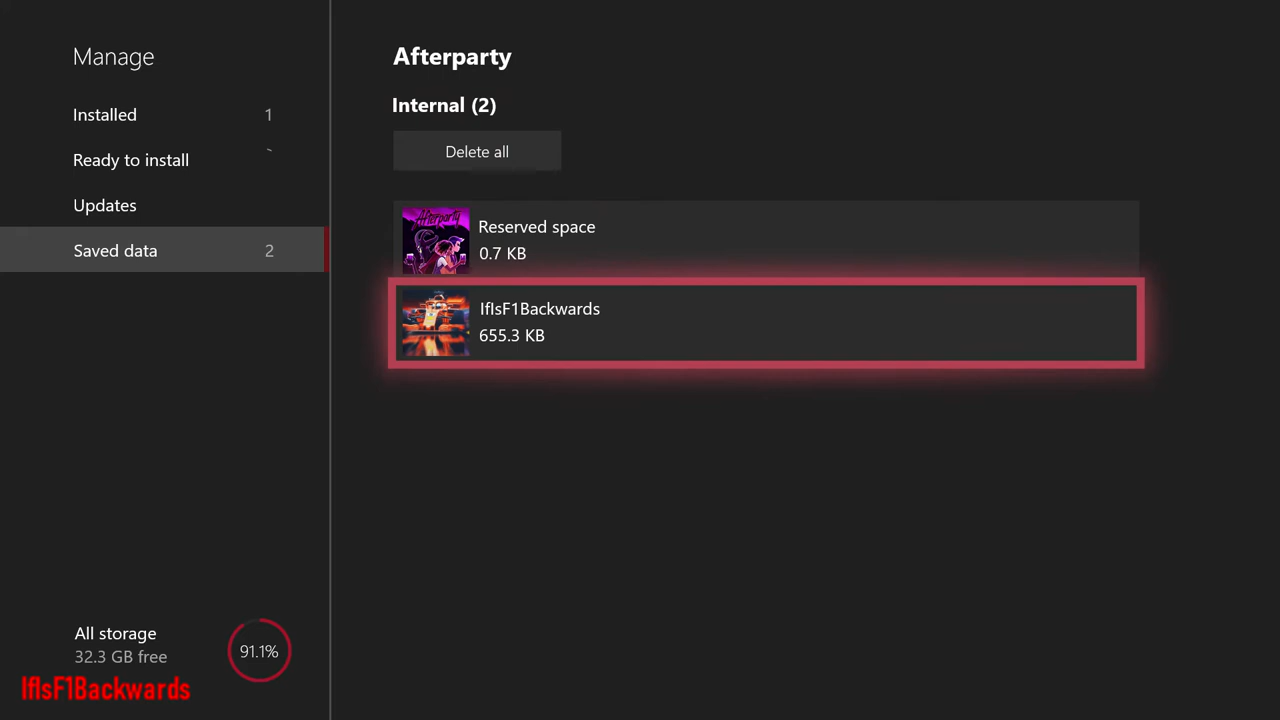 Manage
Installed 1
Ready to install
Updates
Saved data 2
All storage
32.3 GB free
91.1%
IfIsF1Backwards
Afterparty
Internal (2)
Delete all
Afterparty
Reserved space
0.7 KB
IfIsF1Backwards
655.3 KB